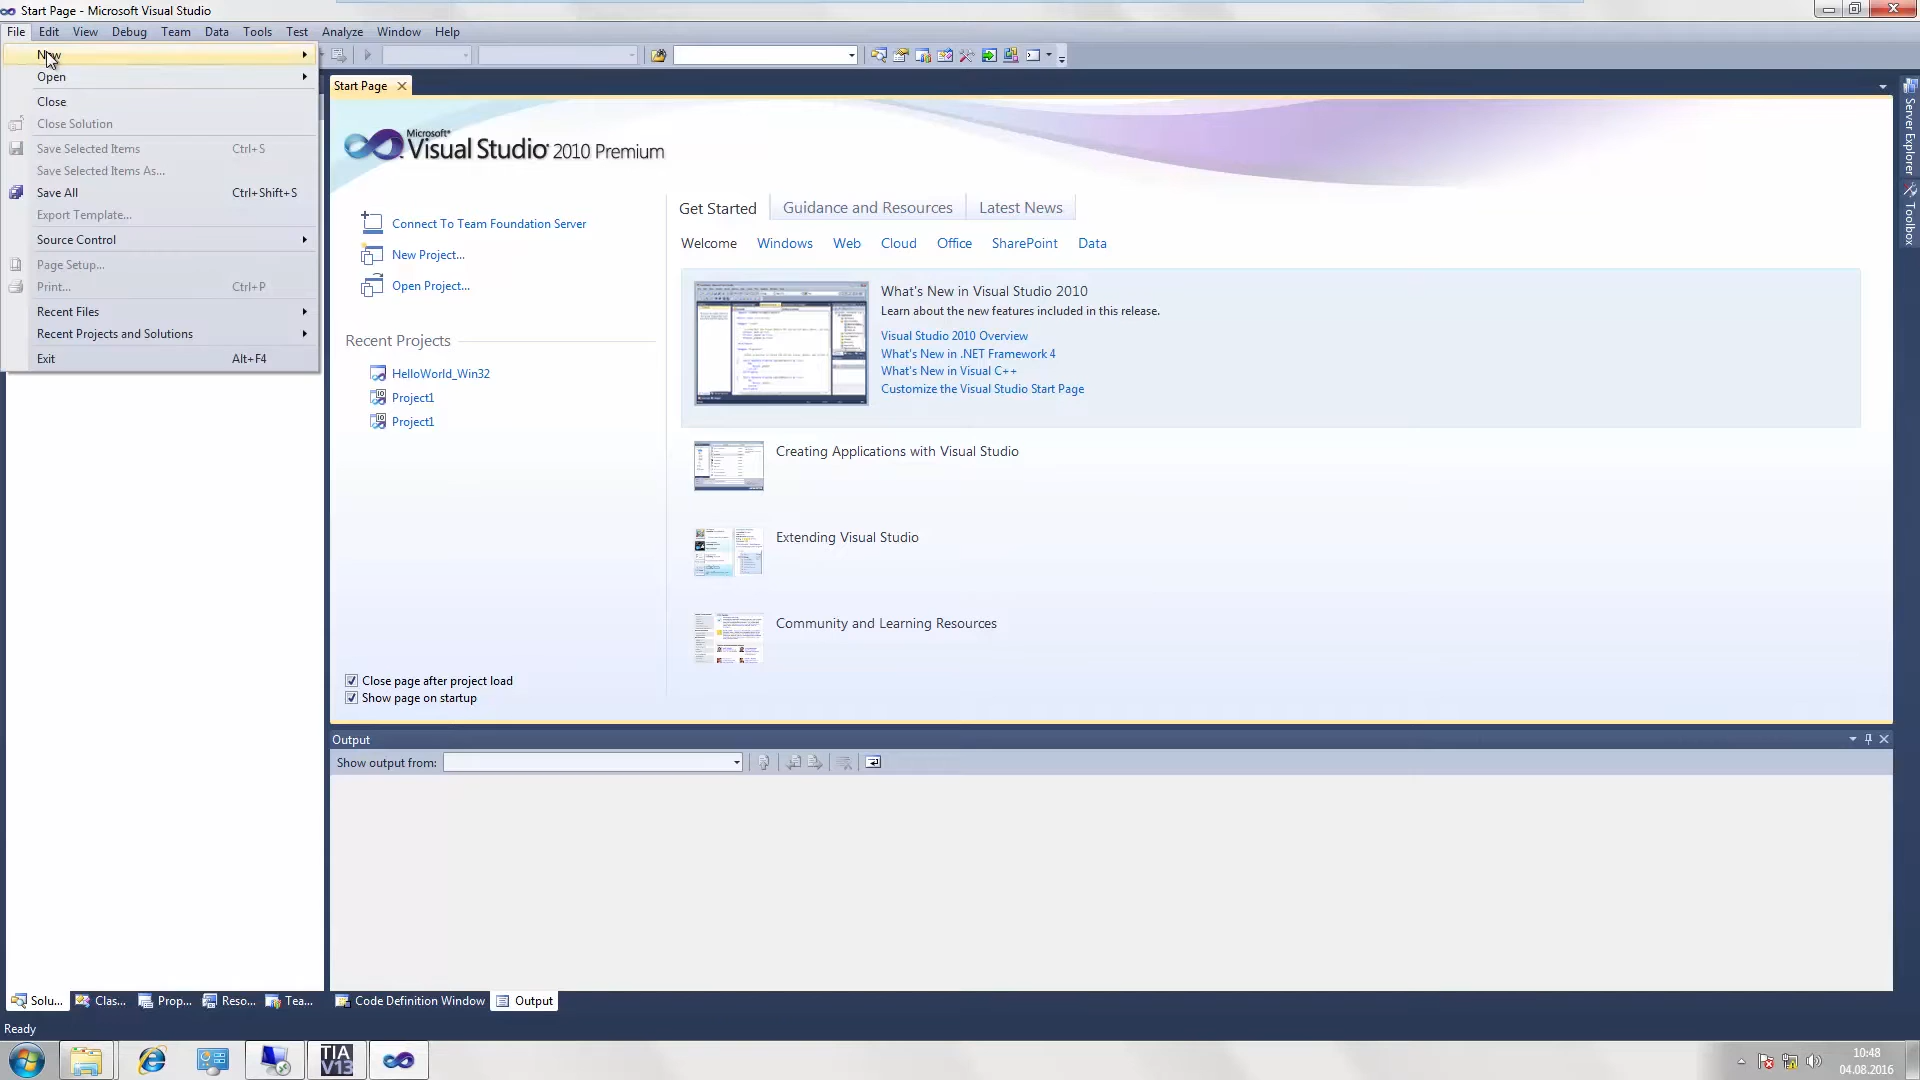 Start Page - Microsoft Visual Studio
File Edit View Debug Team Data Tools Test Analyze Window Help
New
Open
Close
Close Solution
Save Selected Items Ctrl+S
Save Selected Items As...
Save All Ctrl+Shift+S
Export Template...
Source Control
Page Setup...
Print... Ctrl+P
Recent Files
Recent Projects and Solutions
Exit Alt+F4
Start Page
Microsoft®
Visual Studio® 2010 Premium
Connect To Team Foundation Server
New Project...
Open Project...
Recent Projects
HelloWorld_Win32
Project1
Project1
Close page after project load
Show page on startup
Get Started Guidance and Resources Latest News
Welcome Windows Web Cloud Office SharePoint Data
What's New in Visual Studio 2010
Learn about the new features included in this release.
Visual Studio 2010 Overview
What's New in .NET Framework 4
What's New in Visual C++
Customize the Visual Studio Start Page
Creating Applications with Visual Studio
Extending Visual Studio
Community and Learning Resources
Server Explorer
Toolbox
Output
Show output from:
Solu... Clas... Prop... Reso... Tea... Code Definition Window Output
Ready
TIA
V13
10:48
04.08.2016